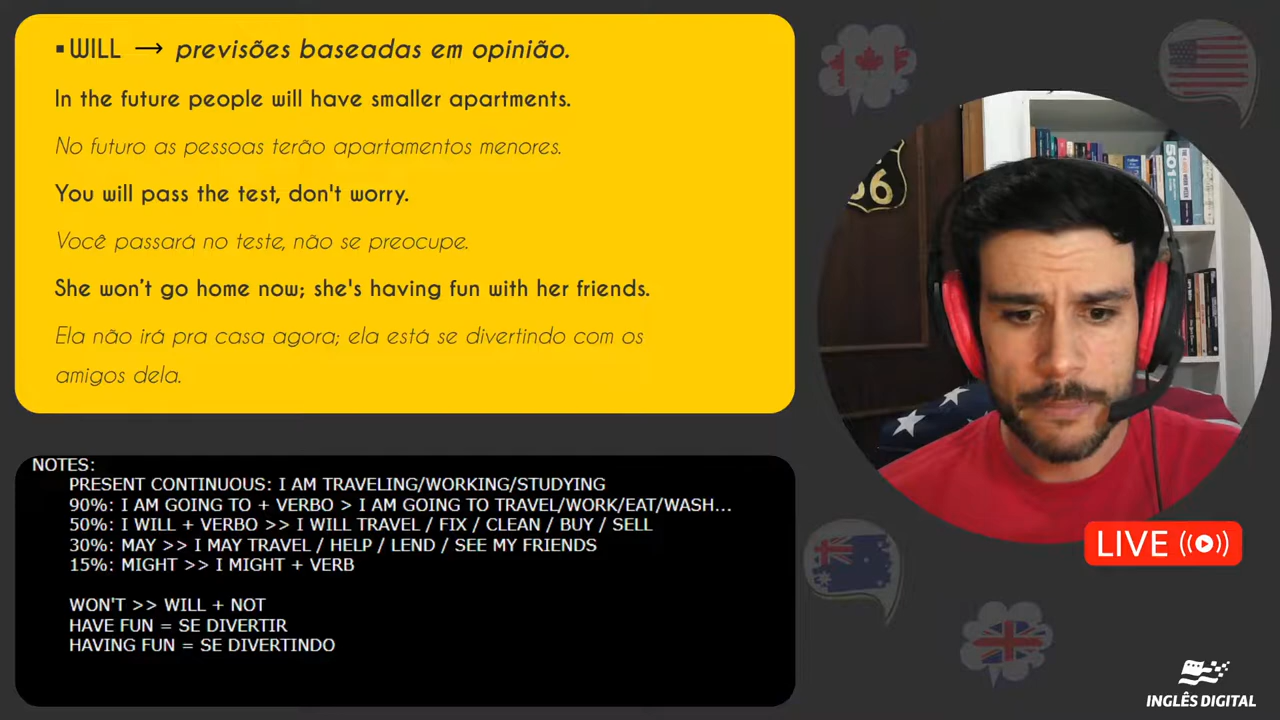 ▪WILL → previsões baseadas em opinião.
In the future people will have smaller apartments.
No futuro as pessoas terão apartamentos menores.
You will pass the test, don't worry.
Você passará no teste, não se preocupe.
She won't go home now; she's having fun with her friends.
Ela não irá pra casa agora; ela está se divertindo com os
amigos dela.
NOTES:
PRESENT CONTINUOUS: I AM TRAVELING/WORKING/STUDYING
90%: I AM GOING TO + VERBO > I AM GOING TO TRAVEL/WORK/EAT/WASH...
50%: I WILL + VERBO >> I WILL TRAVEL / FIX / CLEAN / BUY / SELL
30%: MAY >> I MAY TRAVEL / HELP / LEND / SEE MY FRIENDS
15%: MIGHT >> I MIGHT + VERB
WON'T >> WILL + NOT
HAVE FUN = SE DIVERTIR
HAVING FUN = SE DIVERTINDO
66
501
LIVE
INGLÊS DIGITAL